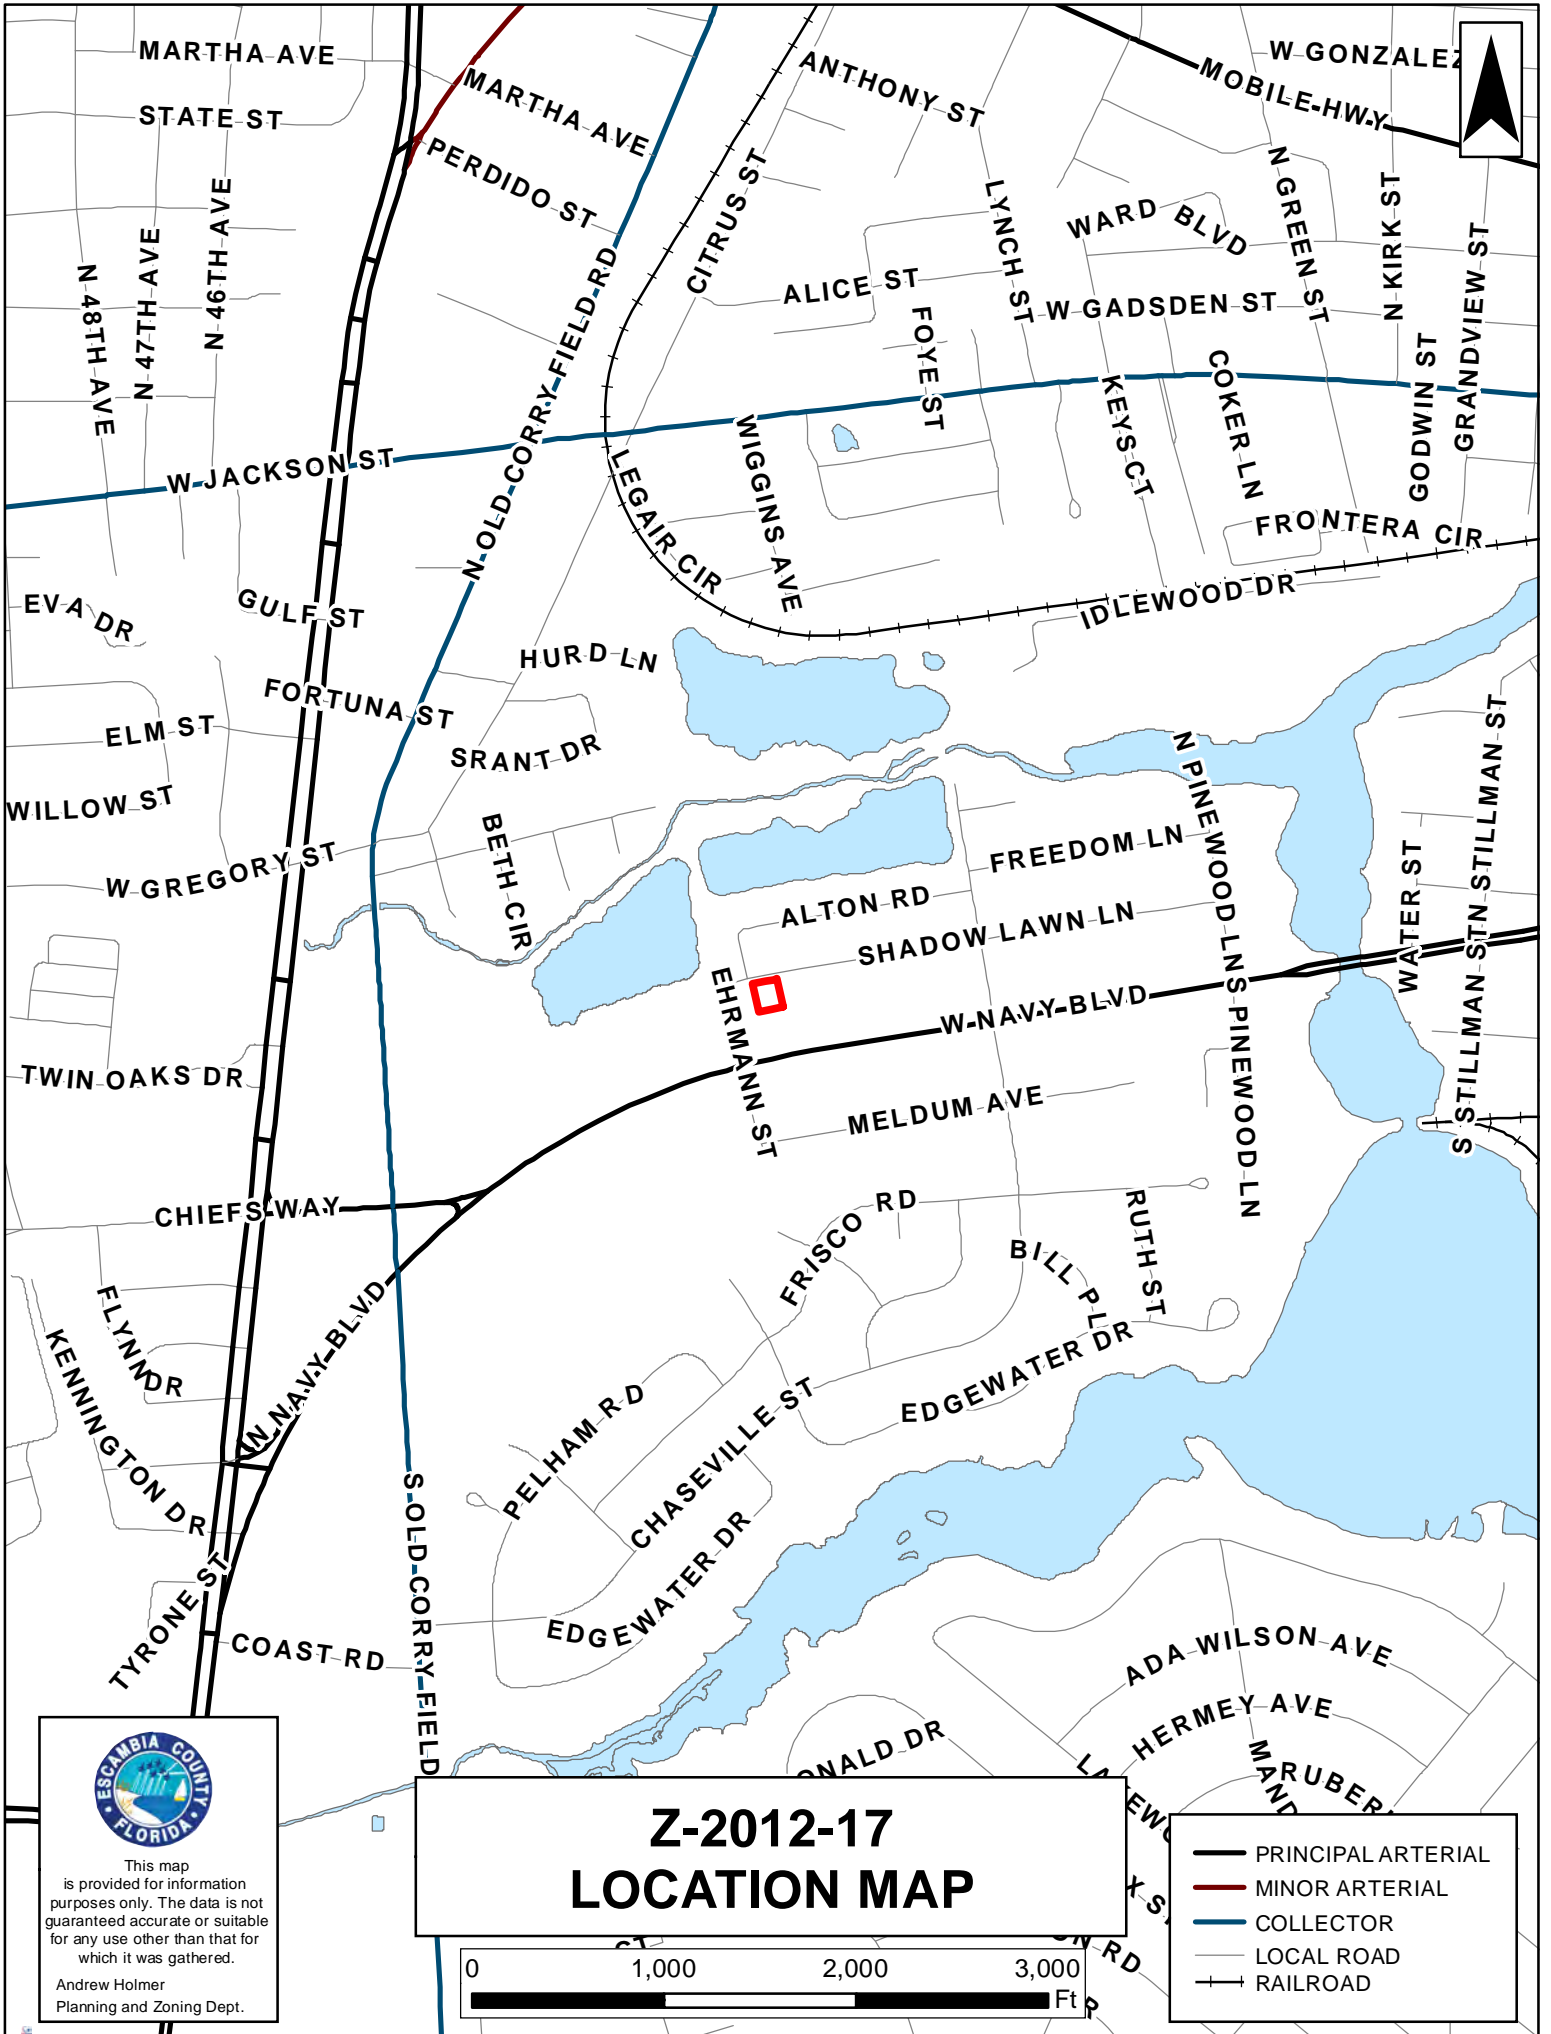 MARTHA AVE
STATE ST
MARTHA AVE
PERDIDO ST
ANTHONY ST
W GONZALEZ
MOBILE HWY
CITRUS ST
N 48TH AVE
N 47TH AVE
N 46TH AVE
LYNCH ST
WARD BLVD
N GREEN ST
N KIRK ST
GRANDVIEW ST
ALICE ST
FOYE ST
W GADSDEN ST
N OLD CORRY FIELD RD
KEYS CT
COKER LN
GODWIN ST
W JACKSON ST
WIGGINS AVE
LEGAIR CIR
FRONTERA CIR
IDLEWOOD DR
EVA DR
GULF ST
HURD LN
FORTUNA ST
ELM ST
SRANT DR
WILLOW ST
W GREGORY ST
BETH CIR
N PINEWOOD LN
S PINEWOOD LN
FREEDOM LN
ALTON RD
SHADOW LAWN LN
WATER ST
N STILLMAN ST
S STILLMAN ST
EHRMANN ST
W NAVY BLVD
TWIN OAKS DR
MELDUM AVE
CHIEFS WAY
FRISCO RD
BILL PL
RUTH ST
N NAVY BLVD
FLYNN DR
KENNINGTON DR
PELHAM RD
CHASEVILLE ST
EDGEWATER DR
EDGEWATER DR
S OLD CORRY FIELD
TYRONE ST
COAST RD
ADA WILSON AVE
HERMEY AVE
ONALD DR
ESCAMBIA COUNTY
FLORIDA
This map
is provided for information
purposes only. The data is not
guaranteed accurate or suitable
for any use other than that for
which it was gathered.
Andrew Holmer
Planning and Zoning Dept.
Z-2012-17
LOCATION MAP
0 1,000 2,000 3,000
Ft
PRINCIPAL ARTERIAL
MINOR ARTERIAL
COLLECTOR
LOCAL ROAD
RAILROAD